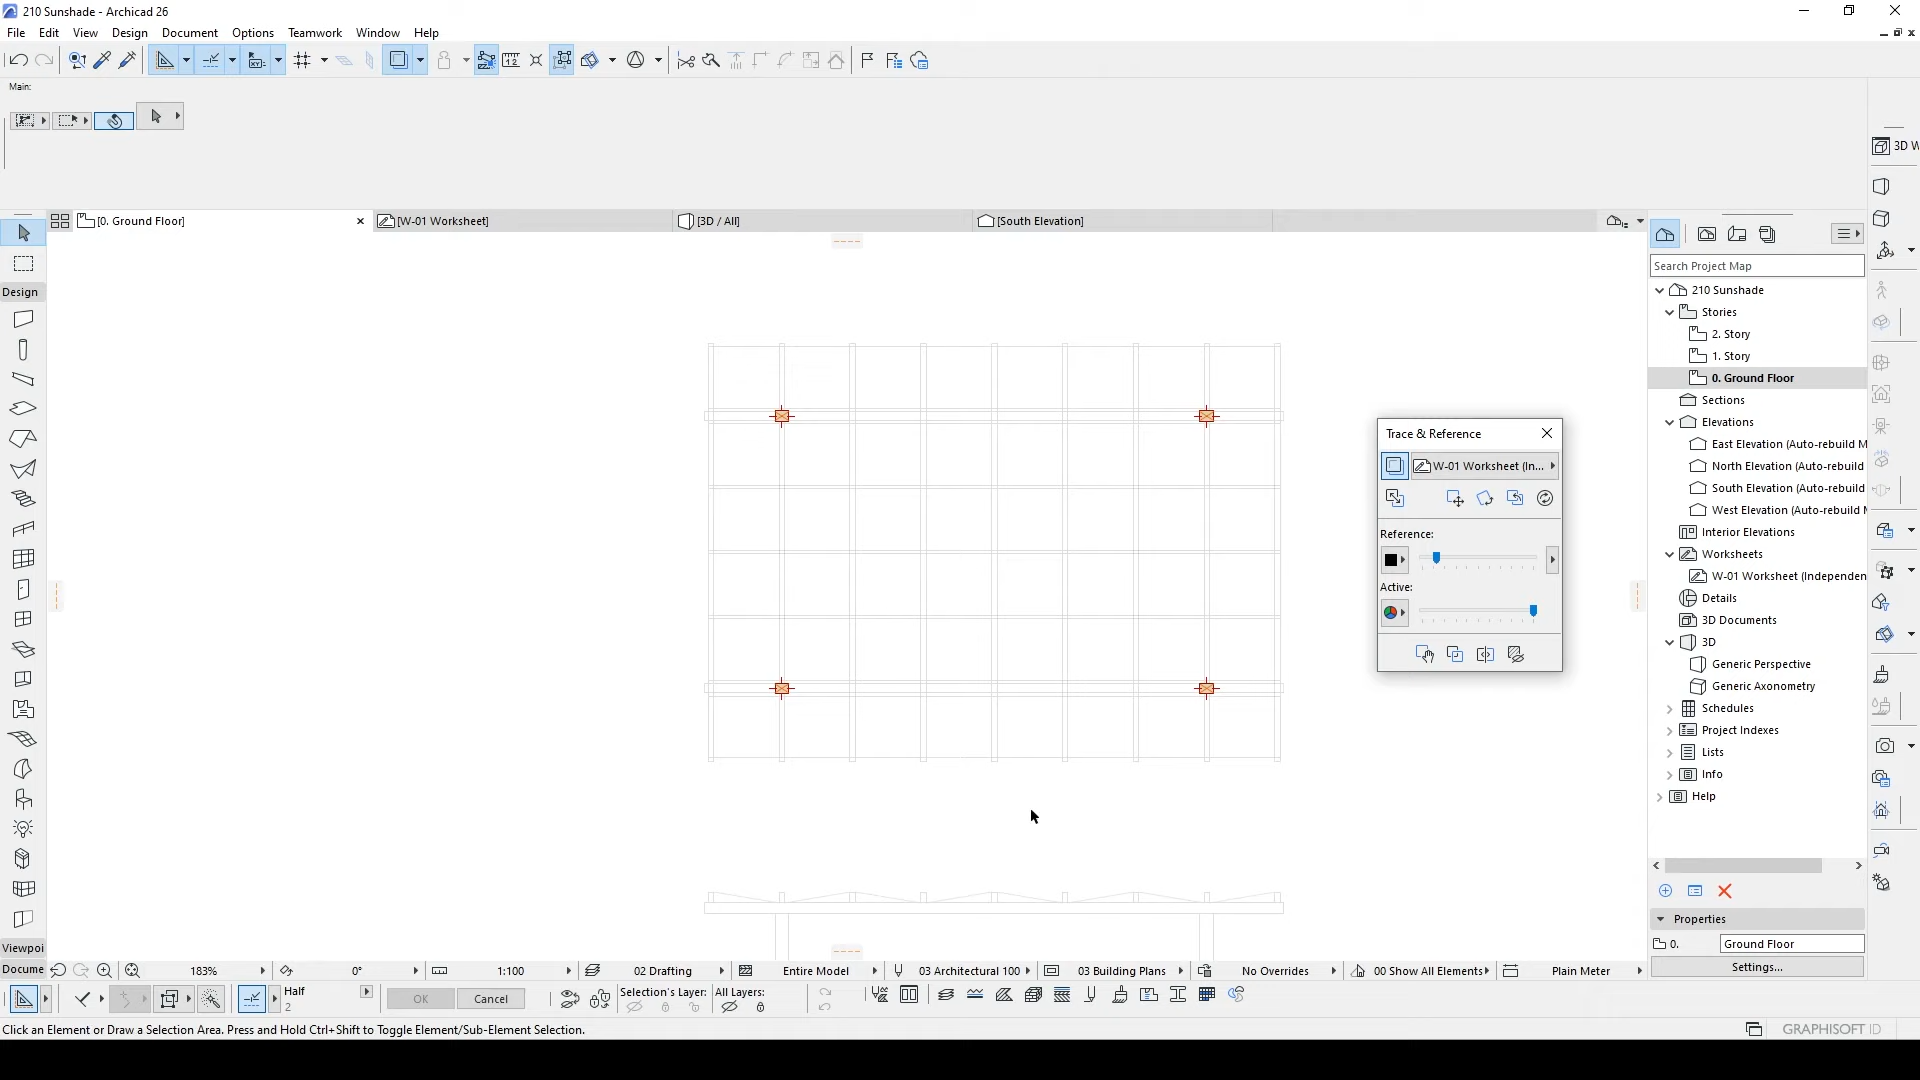 210 Sunshade - Archicad 26
File Edit View Design Document Options Teamwork Window Help
Main:
[0. Ground Floor]
[W-01 Worksheet]
[3D / All]
[South Elevation]
Design
Viewpoi
Docume
Trace & Reference
W-01 Worksheet (In...
Reference:
Active:
3D W
Search Project Map
210 Sunshade
Stories
2. Story
1. Story
0. Ground Floor
Sections
Elevations
East Elevation (Auto-rebuild M
North Elevation (Auto-rebuild
South Elevation (Auto-rebuild
West Elevation (Auto-rebuild
Interior Elevations
Worksheets
W-01 Worksheet (Independen
Details
3D Documents
3D
Generic Perspective
Generic Axonometry
Schedules
Project Indexes
Lists
Info
Help
Properties
0. Ground Floor
Settings...
183% 0° 1:100 02 Drafting Entire Model 03 Architectural 100 03 Building Plans No Overrides 00 Show All Elements Plain Meter
Half
2
OK Cancel
Selection's Layer: All Layers:
Click an Element or Draw a Selection Area. Press and Hold Ctrl+Shift to Toggle Element/Sub-Element Selection.
GRAPHISOFT ID